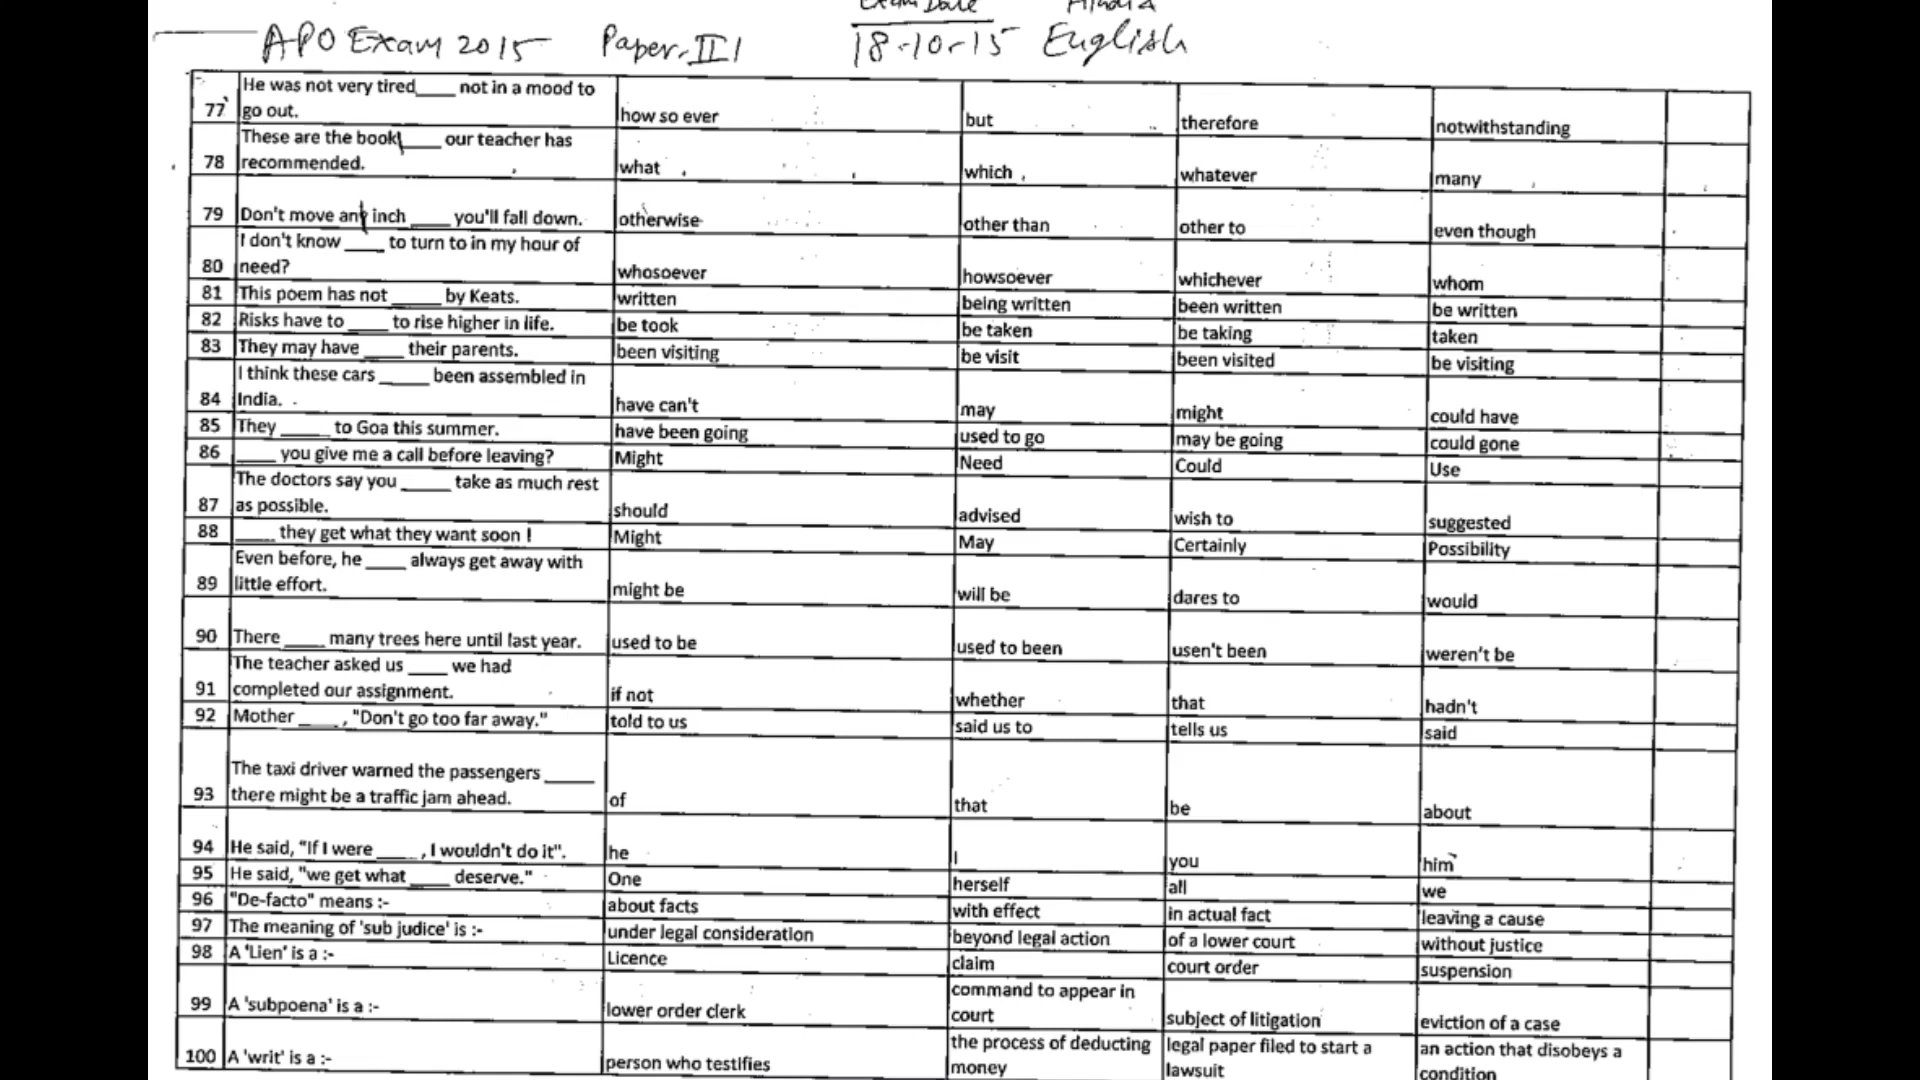 Exam Date
APO Exam 2015 Paper-III 18-10-15 English
He was not very tired____ not in a mood to
77 go out. how so ever but therefore notwithstanding
These are the book ____ our teacher has
78 recommended. what which whatever many
79 Don't move any inch ____ you'll fall down. otherwise other than other to even though
I don't know ____ to turn to in my hour of
80 need? whosoever howsoever whichever whom
81 This poem has not _____ by Keats. written being written been written be written
82 Risks have to ____ to rise higher in life. be took be taken be taking taken
83 They may have ____ their parents. been visiting be visit been visited be visiting
I think these cars _____ been assembled in
84 India. have can't may might could have
85 They _____ to Goa this summer. have been going used to go may be going could gone
86 ____ you give me a call before leaving? Might Need Could Use
The doctors say you _____ take as much rest
87 as possible. should advised wish to suggested
88 ____ they get what they want soon ! Might May Certainly Possibility
Even before, he ____ always get away with
89 little effort. might be will be dares to would
90 There ____ many trees here until last year. used to be used to been usen't been weren't be
The teacher asked us ____ we had
91 completed our assignment. if not whether that hadn't
92 Mother ____, "Don't go too far away." told to us said us to tells us said
The taxi driver warned the passengers _____
93 there might be a traffic jam ahead. of that be about
94 He said, "If I were ____, I wouldn't do it". he I you him
95 He said, "we get what ____ deserve." One herself all we
96 "De-facto" means :- about facts with effect in actual fact leaving a cause
97 The meaning of 'sub judice' is :- under legal consideration beyond legal action of a lower court without justice
98 A 'Lien' is a :- Licence claim court order suspension
command to appear in
99 A 'subpoena' is a :- lower order clerk court subject of litigation eviction of a case
the process of deducting legal paper filed to start a an action that disobeys a
100 A 'writ' is a :- person who testifies money lawsuit condition